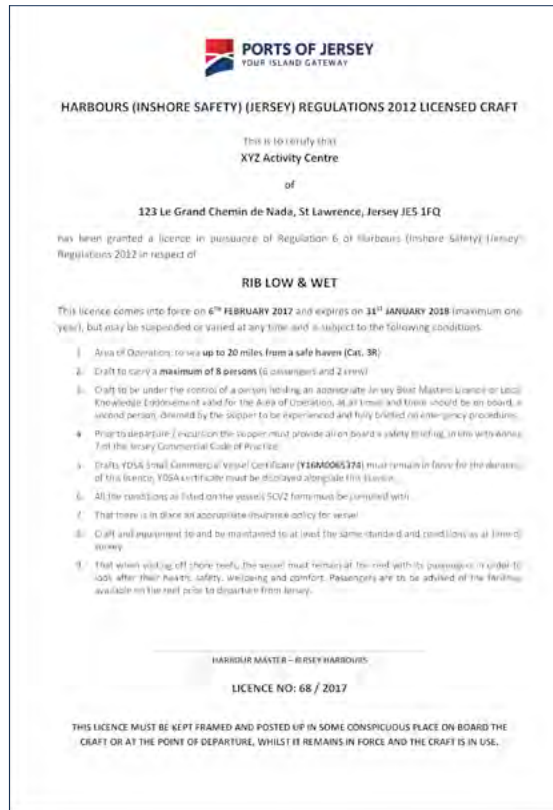 PORTS OF JERSEY
YOUR ISLAND GATEWAY
HARBOURS (INSHORE SAFETY) (JERSEY) REGULATIONS 2012 LICENSED CRAFT
This is to certify that
XYZ Activity Centre
of
123 Le Grand Chemin de Nada, St Lawrence, Jersey JE5 1FQ
has been granted a licence in pursuance of Regulation 6 of Harbours (Inshore Safety) (Jersey)
Regulations 2012 in respect of
RIB LOW & WET
This licence comes into force on 6TH FEBRUARY 2017 and expires on 31ST JANUARY 2018 (maximum one
year), but may be suspended or varied at any time and is subject to the following conditions
1. Area of Operation: to sea up to 20 miles from a safe haven (Cat. 3R)
2. Craft to carry a maximum of 8 persons (6 passengers and 2 crew)
3. Craft to be under the control of a person holding an appropriate Jersey Boat Masters Licence or Local
Knowledge Endorsement valid for the Area of Operation, at all times and there should be on board, a
second person, deemed by the skipper to be experienced and fully briefed on emergency procedures.
4. Prior to departure / excursion the skipper must provide all on board a safety briefing, in line with Annex
7 of the Jersey Commercial Code of Practice
5. Crafts YDSA Small Commercial Vessel Certificate (Y16M0065374) must remain in force for the duration
of this licence, YDSA certificate must be displayed alongside this licence.
6. All the conditions as listed on the vessels SCV2 form must be complied with
7. That there is in place an appropriate insurance policy for vessel
8. Craft and equipment to and be maintained to at least the same standard and conditions as at time of
survey
9. That when visiting off shore reefs, the vessel must remain at the reef with its passengers in order to
look after their health, safety, wellbeing and comfort. Passengers are to be advised of the facilities
available on the reef prior to departure from Jersey.
HARBOUR MASTER – JERSEY HARBOURS
LICENCE NO: 68 / 2017
THIS LICENCE MUST BE KEPT FRAMED AND POSTED UP IN SOME CONSPICUOUS PLACE ON BOARD THE
CRAFT OR AT THE POINT OF DEPARTURE, WHILST IT REMAINS IN FORCE AND THE CRAFT IS IN USE.